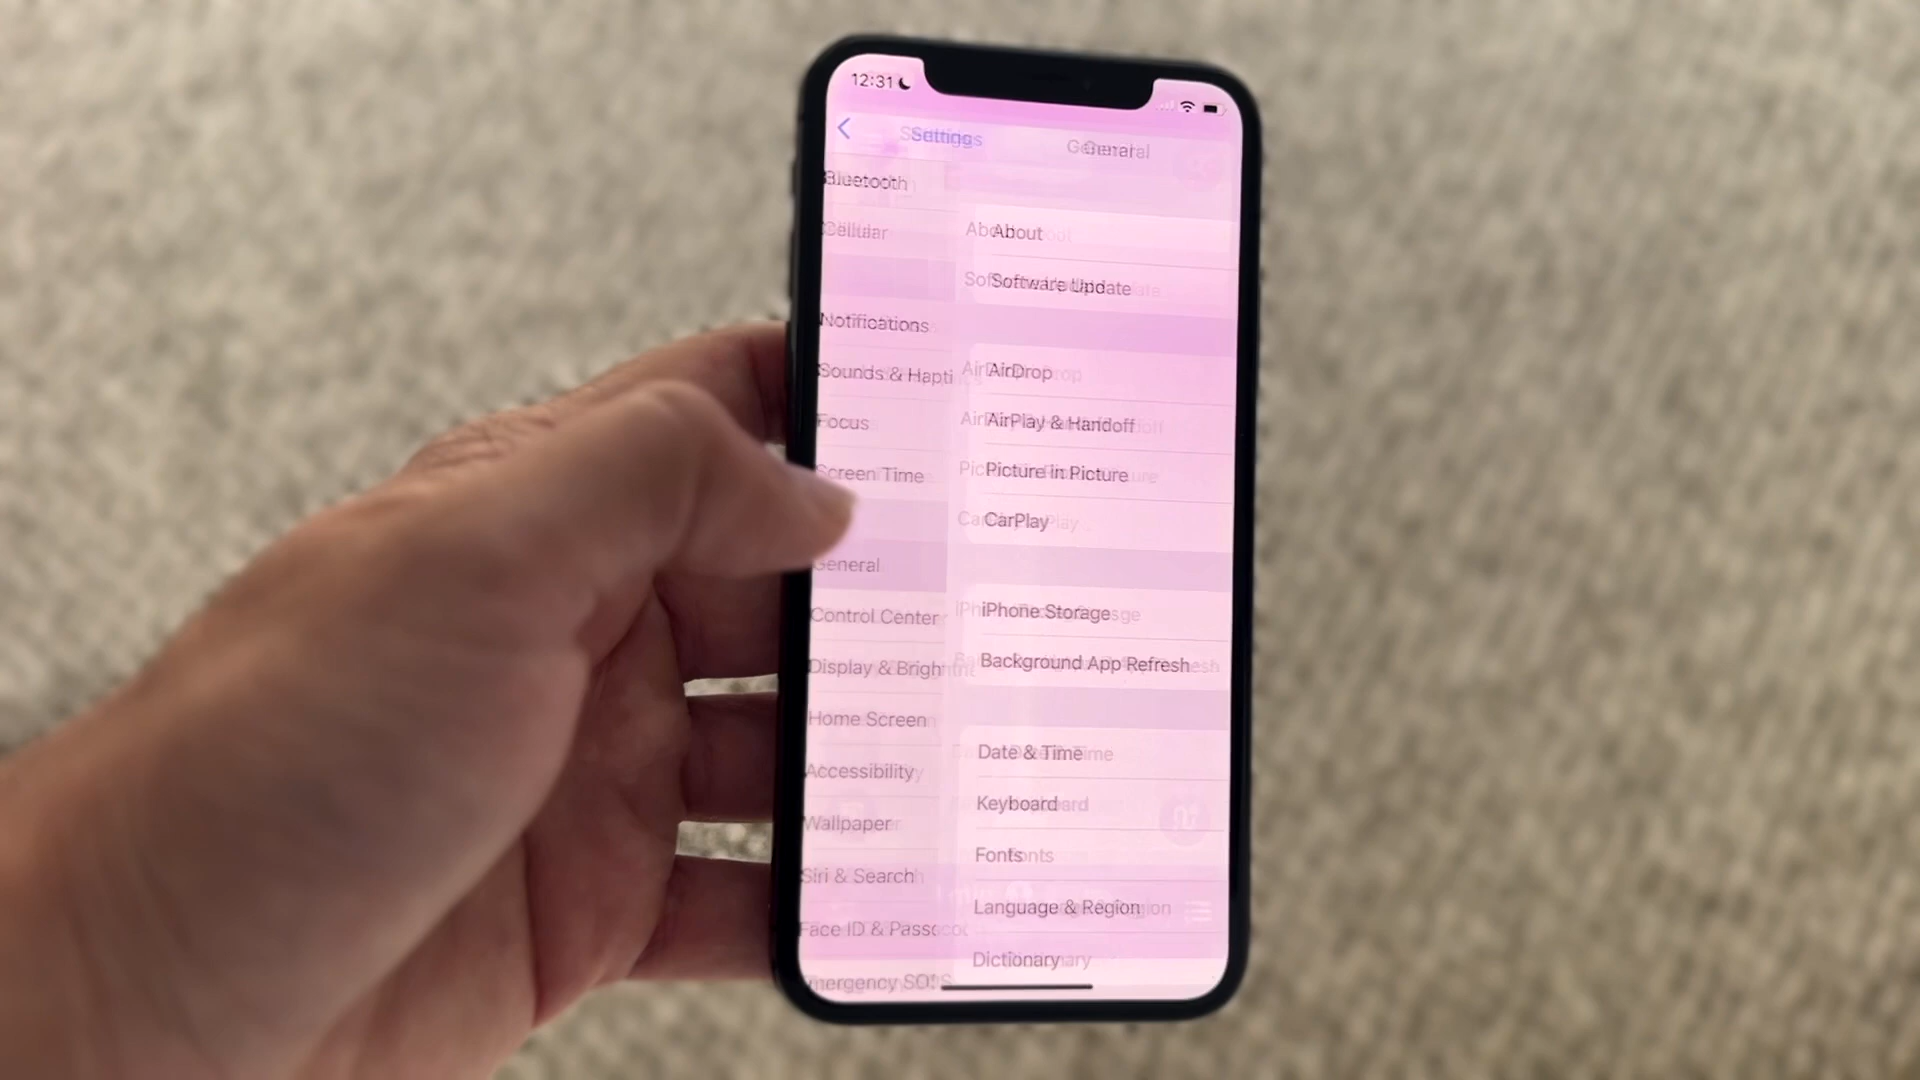 12:31
Settings
General
Bluetooth
Cellular
Notifications
Sounds & Hapti
Focus
Screen Time
General
Control Center
Display & Bright
Home Screen
Accessibility
Wallpaper
Siri & Search
Face ID & Passco
mergency SOS
About
Software Update
AirDrop
AirPlay & Handoff
Picture in Picture
CarPlay
iPhone Storage
Background App Refresh
Date & Time
Keyboard
Fonts
Language & Region
Dictionary